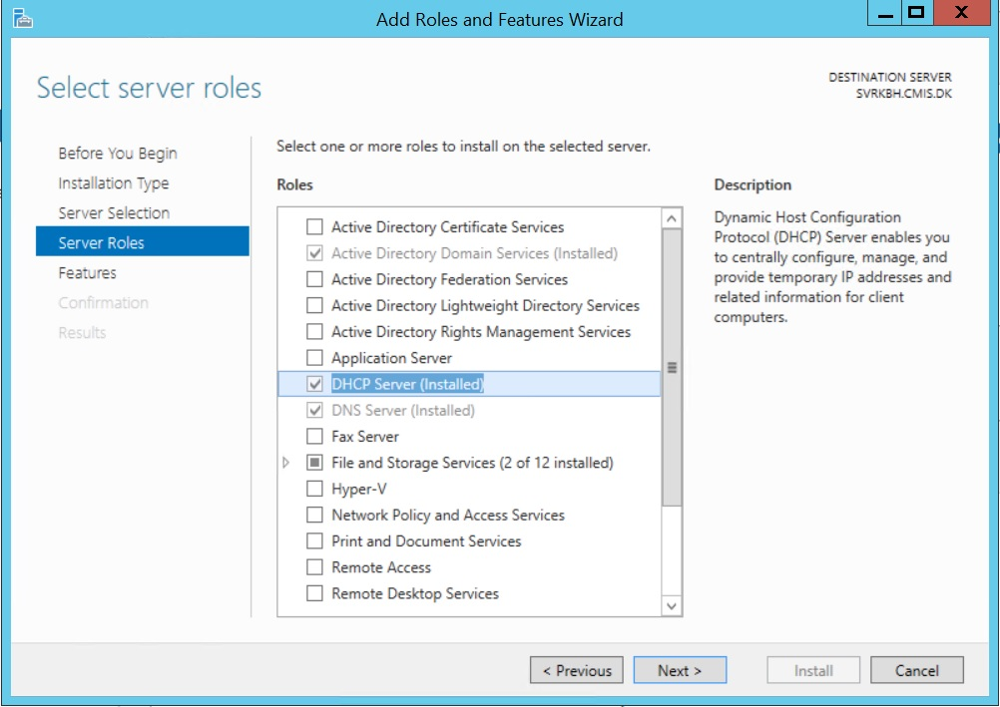 Add Roles and Features Wizard
Select server roles
DESTINATION SERVER
SVRKBH.CMIS.DK
Before You Begin
Installation Type
Server Selection
Server Roles
Features
Confirmation
Results
Select one or more roles to install on the selected server.
Roles
Active Directory Certificate Services
Active Directory Domain Services (Installed)
Active Directory Federation Services
Active Directory Lightweight Directory Services
Active Directory Rights Management Services
Application Server
DHCP Server (Installed)
DNS Server (Installed)
Fax Server
File and Storage Services (2 of 12 installed)
Hyper-V
Network Policy and Access Services
Print and Document Services
Remote Access
Remote Desktop Services
Description
Dynamic Host Configuration
Protocol (DHCP) Server enables you
to centrally configure, manage, and
provide temporary IP addresses and
related information for client
computers.
< Previous
Next >
Install
Cancel